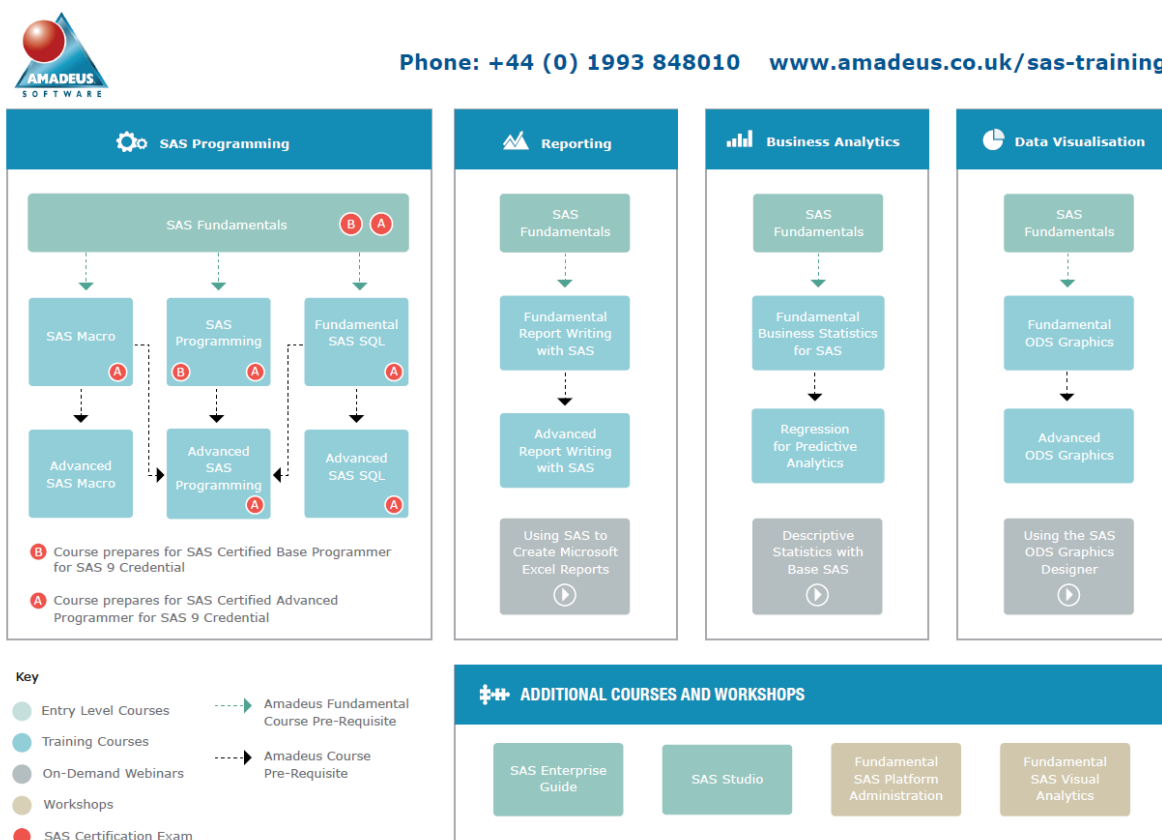 AMADEUS
SOFTWARE
Phone: +44 (0) 1993 848010 www.amadeus.co.uk/sas-training
SAS Programming
SAS Fundamentals
B
A
SAS Macro
A
SAS
Programming
B
A
Fundamental
SAS SQL
A
Advanced
SAS Macro
Advanced
SAS
Programming
A
Advanced
SAS SQL
A
B Course prepares for SAS Certified Base Programmer
for SAS 9 Credential
A Course prepares for SAS Certified Advanced
Programmer for SAS 9 Credential
Reporting
SAS
Fundamentals
Fundamental
Report Writing
with SAS
Advanced
Report Writing
with SAS
Using SAS to
Create Microsoft
Excel Reports
Business Analytics
SAS
Fundamentals
Fundamental
Business Statistics
for SAS
Regression
for Predictive
Analytics
Descriptive
Statistics with
Base SAS
Data Visualisation
SAS
Fundamentals
Fundamental
ODS Graphics
Advanced
ODS Graphics
Using the SAS
ODS Graphics
Designer
Key
Entry Level Courses
Training Courses
On-Demand Webinars
Workshops
SAS Certification Exam
Amadeus Fundamental
Course Pre-Requisite
Amadeus Course
Pre-Requisite
ADDITIONAL COURSES AND WORKSHOPS
SAS Enterprise
Guide
SAS Studio
Fundamental
SAS Platform
Administration
Fundamental
SAS Visual
Analytics